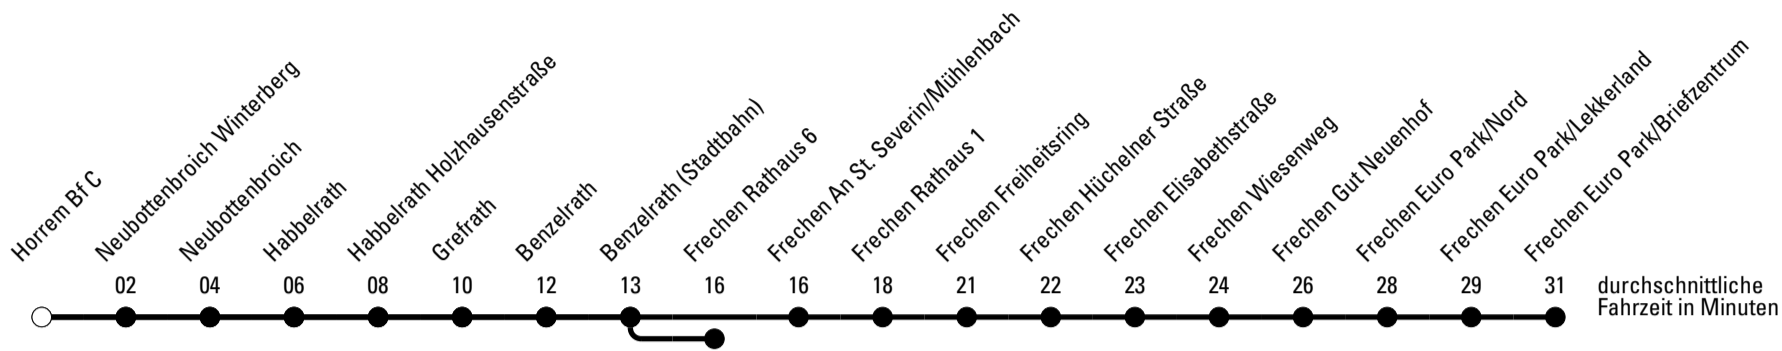 Horrem Bf C
Neubottenbroich Winterberg
Neubottenbroich
Habbelrath
Habbelrath Holzhausenstraße
Grefrath
Benzelrath
Benzelrath (Stadtbahn)
Frechen Rathaus 6
Frechen An St. Severin/Mühlenbach
Frechen Rathaus 1
Frechen Freiheitsring
Frechen Hüchelner Straße
Frechen Elisabethstraße
Frechen Wiesenweg
Frechen Gut Neuenhof
Frechen Euro Park/Nord
Frechen Euro Park/Lekkerland
Frechen Euro Park/Briefzentrum
02 04 06 08 10 12 13 16 16 18 21 22 23 24 26 28 29 31
durchschnittliche
Fahrzeit in Minuten